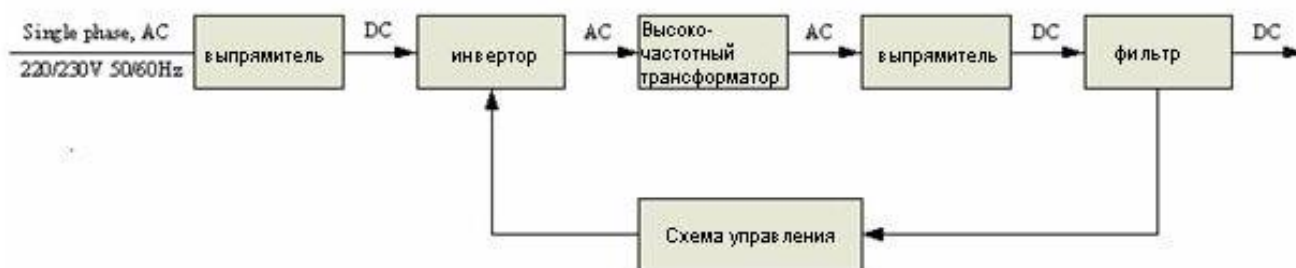 Single phase, AC
220/230V 50/60Hz
выпрямитель
DC
инвертор
AC
Высоко-
частотный
трансформатор
AC
выпрямитель
DC
фильтр
DC
Схема управления